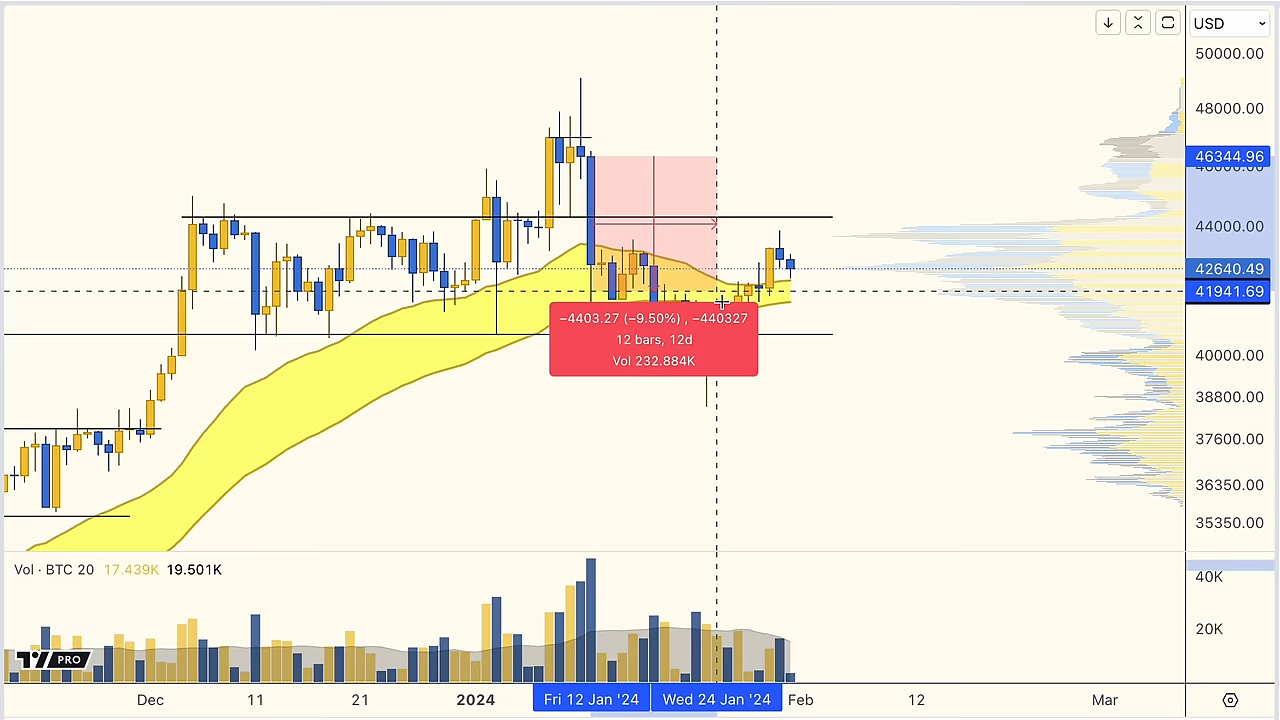 USD
50000.00
48000.00
46344.96
46000.00
44000.00
42640.49
41941.69
40000.00
38800.00
37600.00
36350.00
35350.00
−4403.27 (−9.50%) , −440327
12 bars, 12d
Vol 232.884K
Vol · BTC 20 17.439K 19.501K
40K
20K
PRO
Dec 11 21 2024 Fri 12 Jan '24 Wed 24 Jan '24 Feb 12 Mar